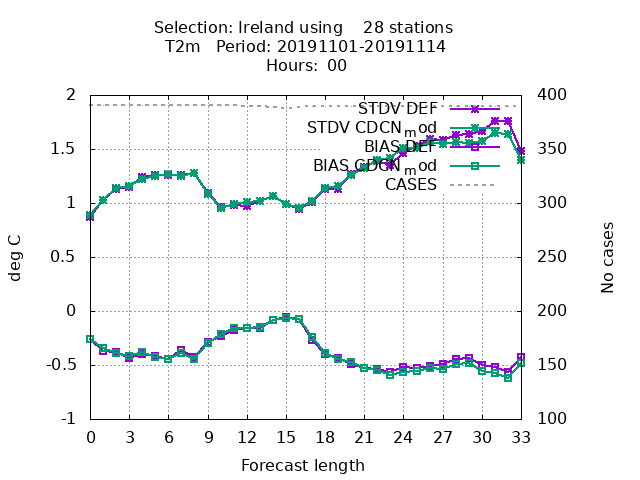 Selection: Ireland using 28 stations
T2m Period: 20191101-20191114
Hours: 00
2 400
STDV DEF
STDV CDCN_mod
1.5 350
BIAS DEF
BIAS CDCN_mod
CASES
1 300
0.5 250
0 200
-0.5 150
-1 100
deg C
No cases
0 3 6 9 12 15 18 21 24 27 30 33
Forecast length